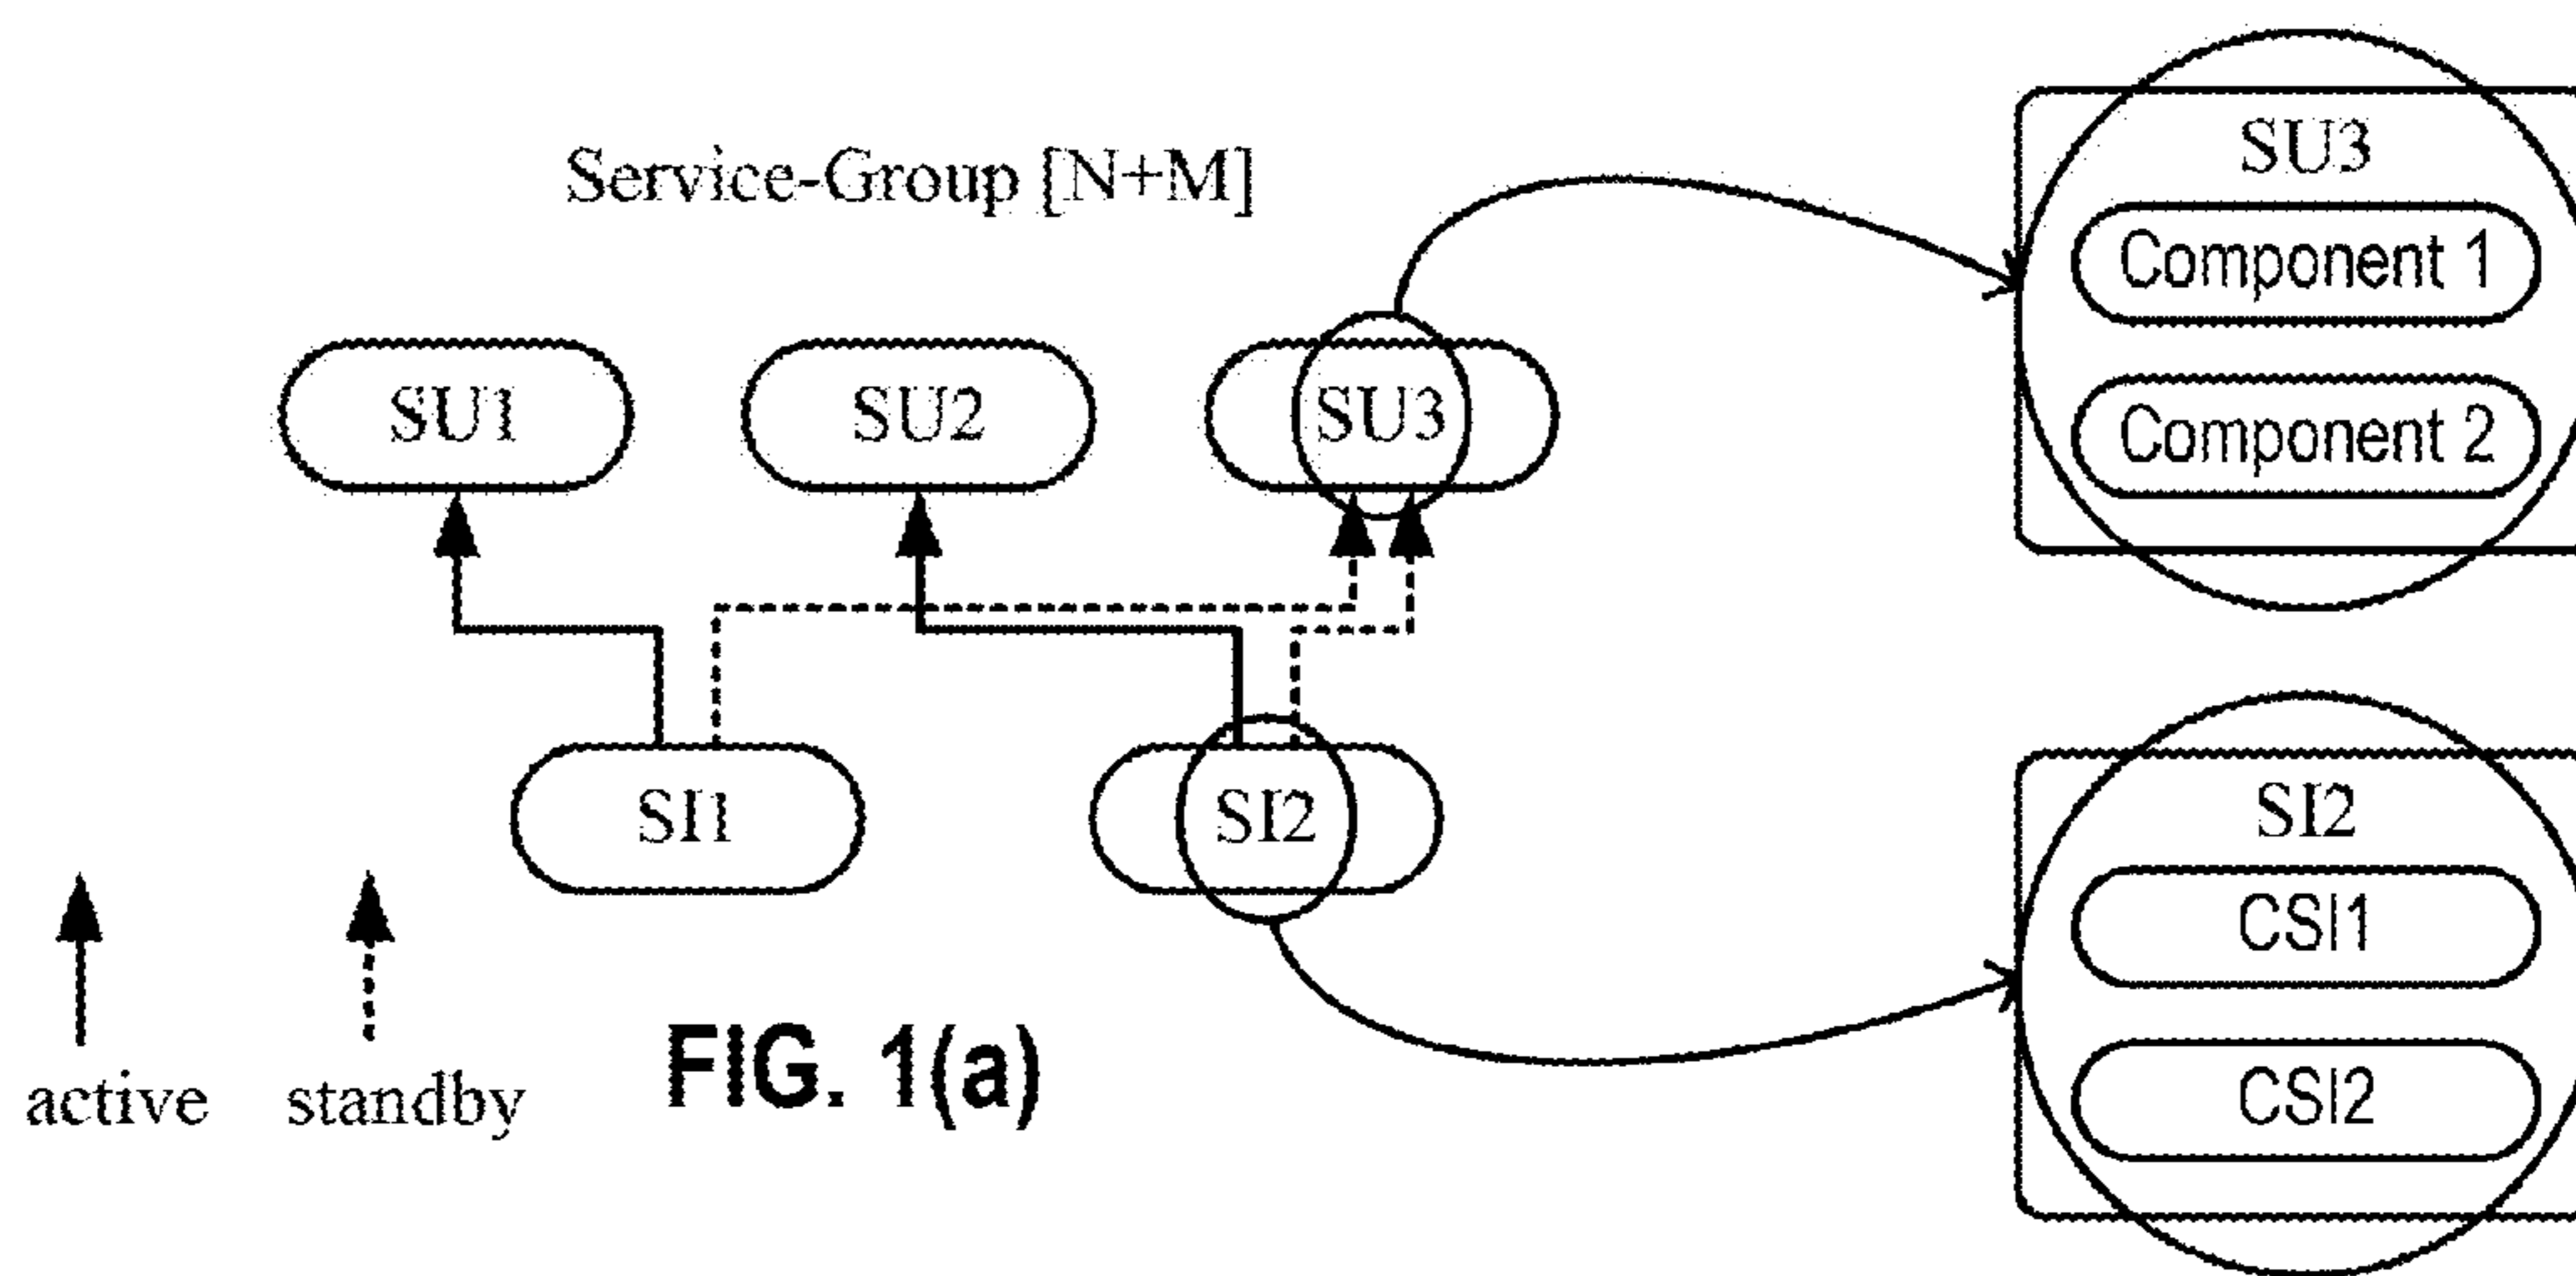 Service-Group [N+M]
SU1
SU2
SU3
SI1
SI2
active
standby
SU3
Component 1
Component 2
SI2
CSI1
CSI2
FIG. 1(a)